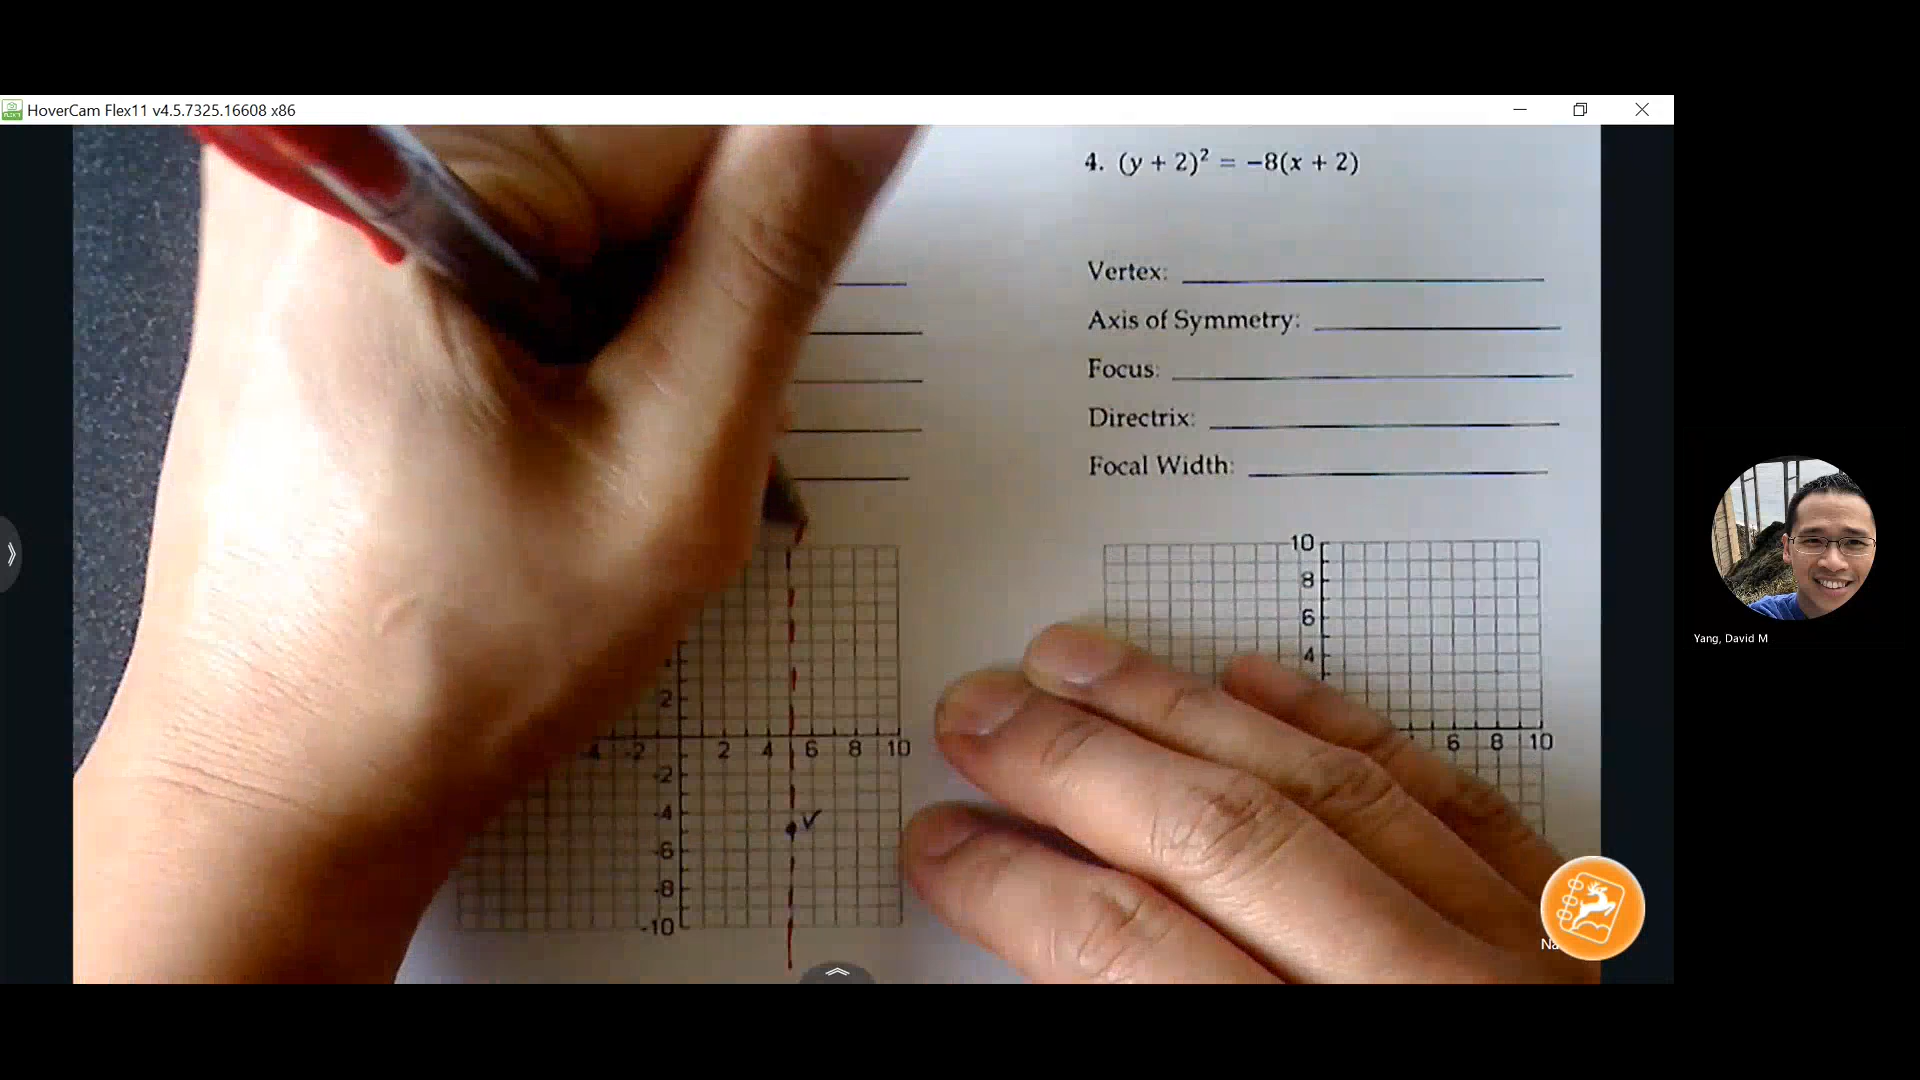 HoverCam Flex11 v4.5.7325.16608 x86
4. (y + 2)² = −8(x + 2)
Vertex:
Axis of Symmetry:
Focus:
Directrix:
Focal Width:
10
8
6
4
6 8 10
2
-4 -2 2 4 6 8 10
-2
-4
V
-6
-8
-10
Yang, David M